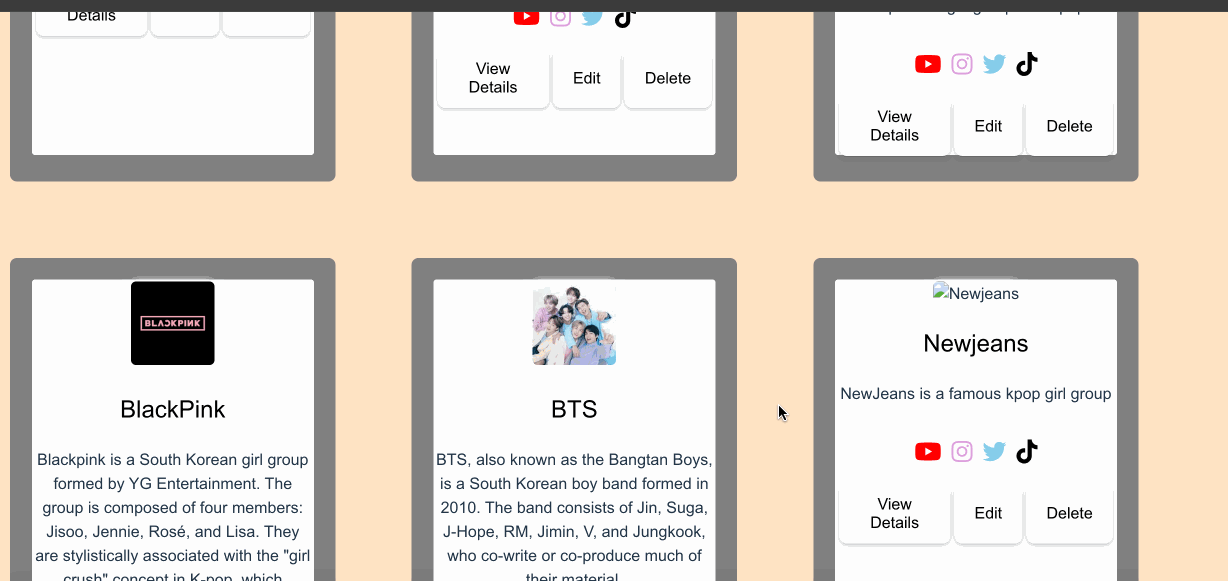 Details
View
Details
Edit
Delete
View
Details
Edit
Delete
BLACKPINK
BlackPink
Blackpink is a South Korean girl group
formed by YG Entertainment. The
group is composed of four members:
Jisoo, Jennie, Rosé, and Lisa. They
are stylistically associated with the "girl
crush" concept in K-pop, which
BTS
BTS, also known as the Bangtan Boys,
is a South Korean boy band formed in
2010. The band consists of Jin, Suga,
J-Hope, RM, Jimin, V, and Jungkook,
who co-write or co-produce much of
their material
Newjeans
Newjeans
NewJeans is a famous kpop girl group
View
Details
Edit
Delete